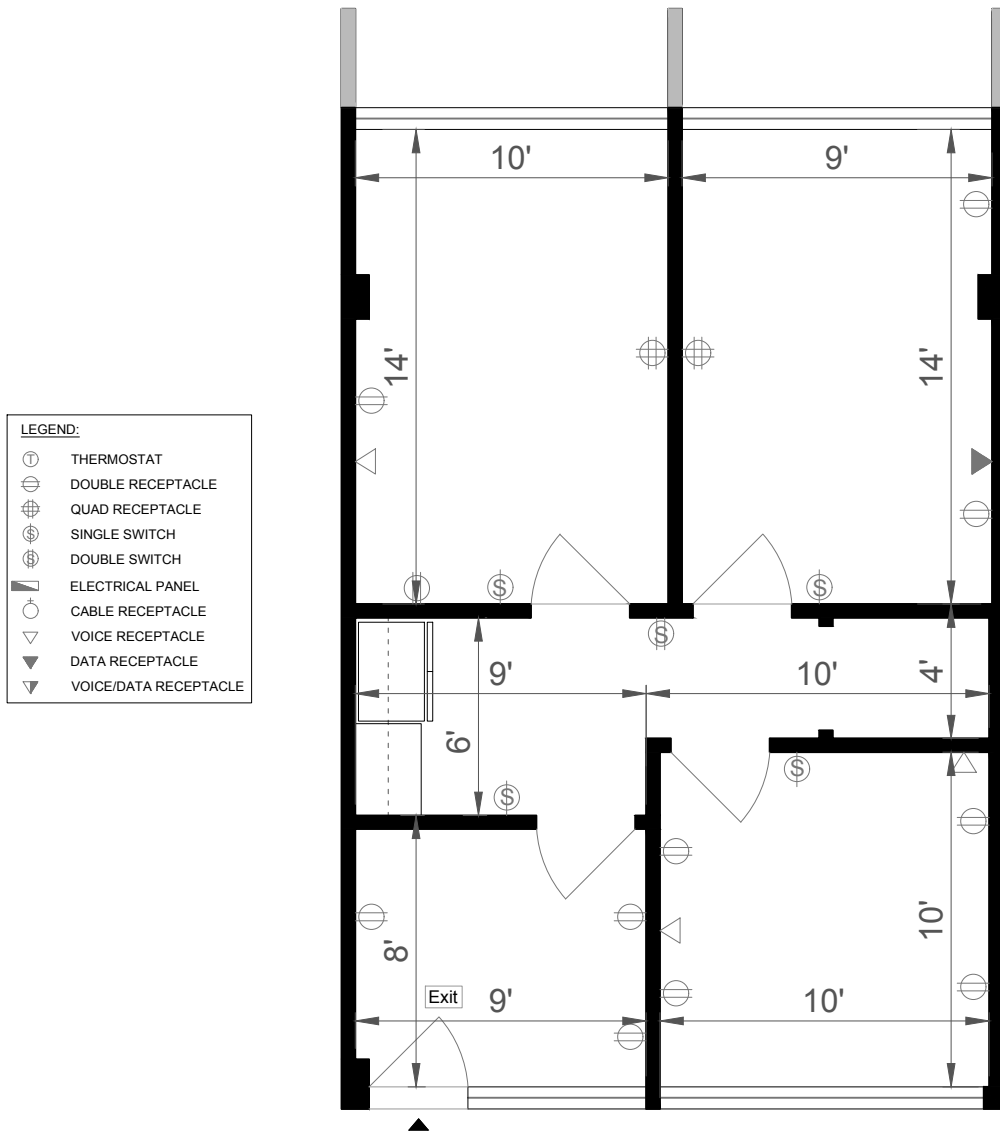 10'
9'
14'
14'
LEGEND:
T THERMOSTAT
DOUBLE RECEPTACLE
QUAD RECEPTACLE
S SINGLE SWITCH
S DOUBLE SWITCH
ELECTRICAL PANEL
CABLE RECEPTACLE
VOICE RECEPTACLE
DATA RECEPTACLE
VOICE/DATA RECEPTACLE
S
S
S
9'
10'
4'
6'
S
S
8'
10'
Exit
9'
10'